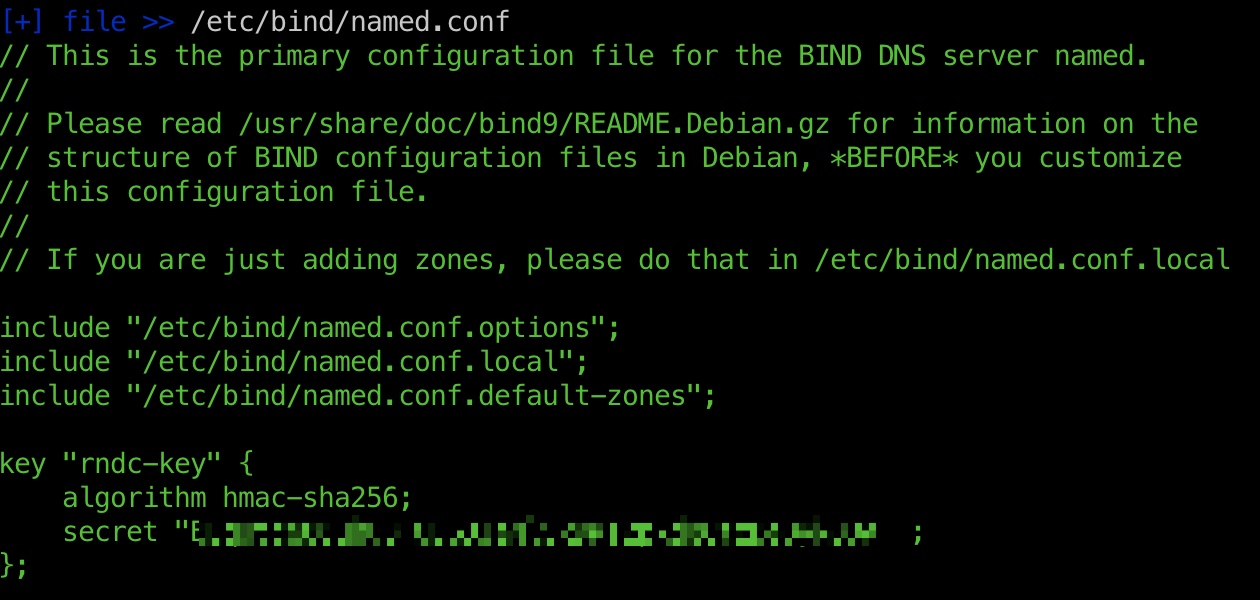 [+] file >> /etc/bind/named.conf
// This is the primary configuration file for the BIND DNS server named.
//
// Please read /usr/share/doc/bind9/README.Debian.gz for information on the
// structure of BIND configuration files in Debian, *BEFORE* you customize
// this configuration file.
//
// If you are just adding zones, please do that in /etc/bind/named.conf.local
include "/etc/bind/named.conf.options";
include "/etc/bind/named.conf.local";
include "/etc/bind/named.conf.default-zones";
key "rndc-key" {
    algorithm hmac-sha256;
    secret " ;
};